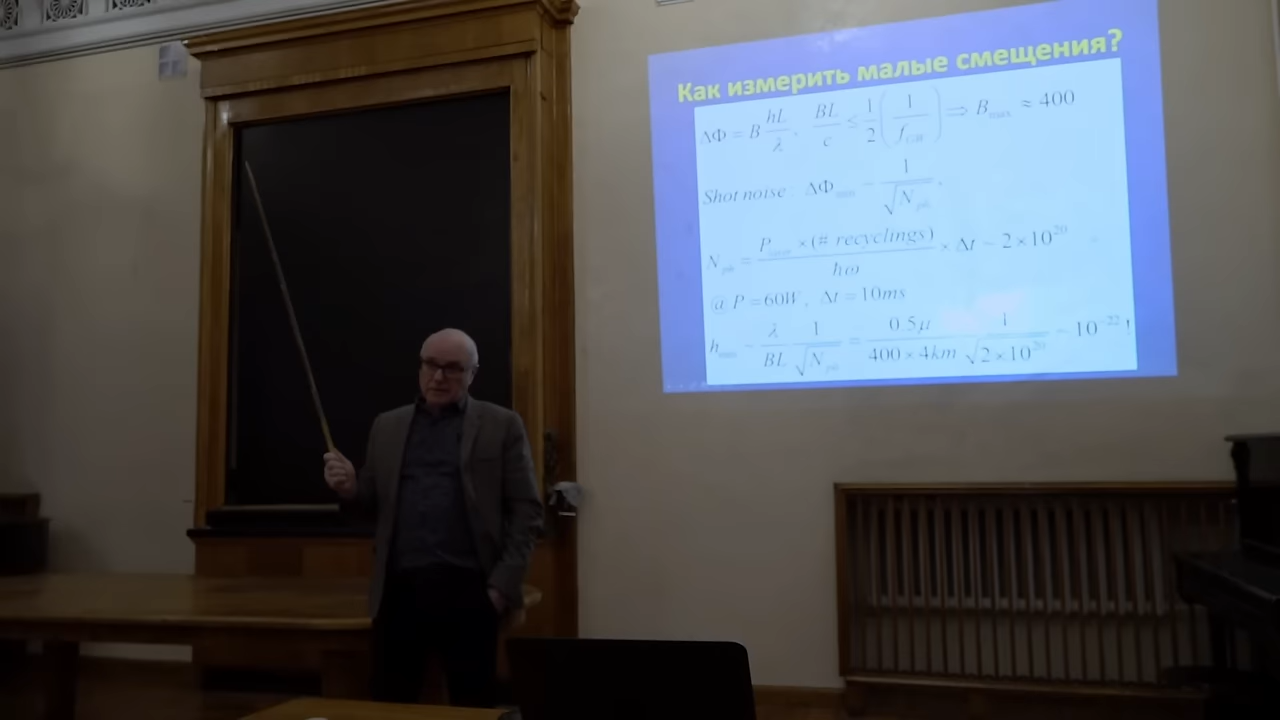 Как измерить малые смещения?
ΔΦ = B hL/λ, BL/c ≤ 1/2 (1/f_GW) ⇒ B_max ≈ 400
Shot noise: ΔΦ_min ~ 1/√N_ph.
N_ph = P_laser × (# recyclings)/ħω × Δt ~ 2×10^20
@ P = 60W, Δt = 10ms
h_min ~ λ/BL 1/√N_ph = 0.5μ/400×4km 1/√2×10^20 ~ 10^-22 !